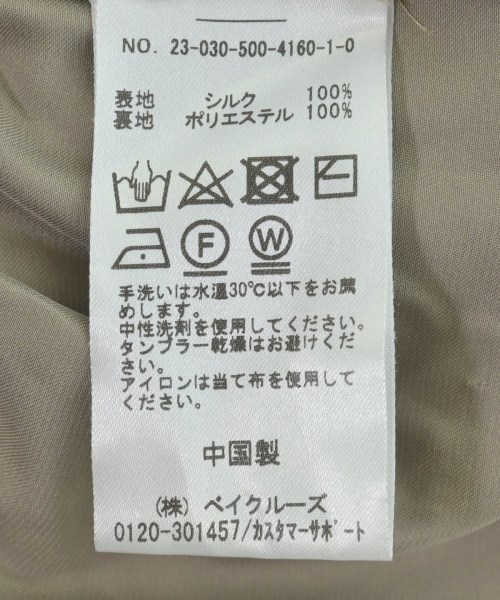 NO. 23-030-500-4160-1-0
表地 シルク 100%
裏地 ポリエステル 100%
F W
手洗いは水温30℃以下をお薦
めします。
中性洗剤を使用してください。
タンブラー乾燥はお避けくだ
さい。
アイロンは当て布を使用して
ください。
中国製
(株) ベイクルーズ
0120-301457/カスタマーサポート